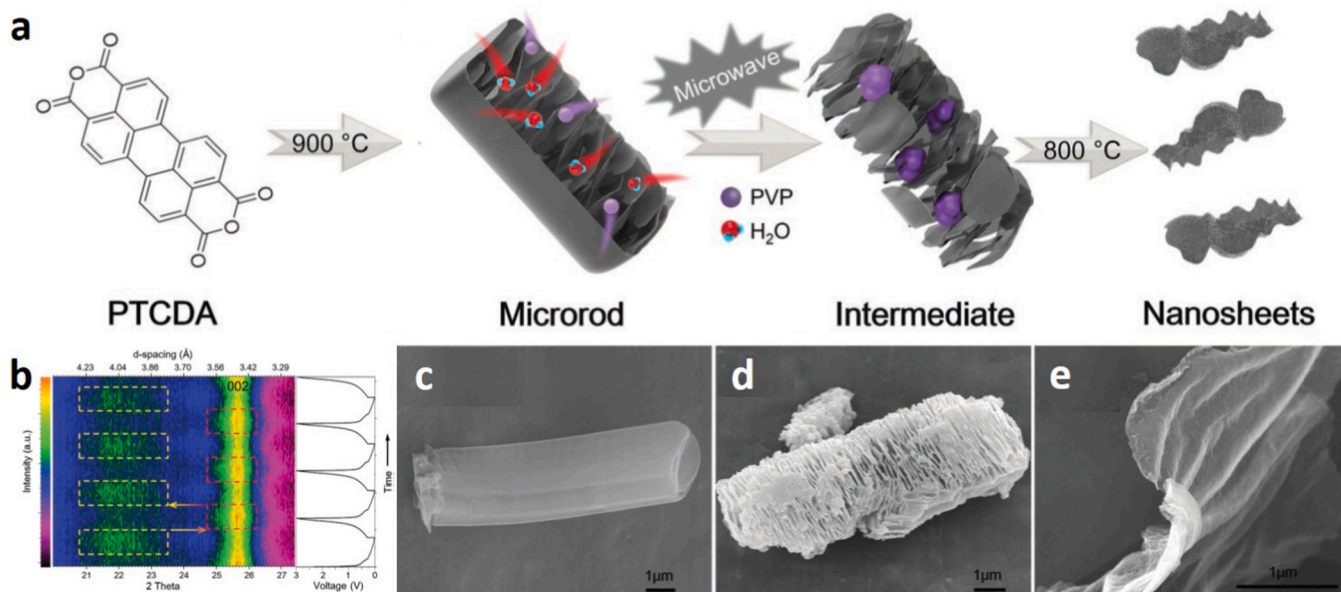 a
O
O
O
O
O
O
900 °C
Microwave
PVP
H₂O
800 °C
PTCDA
Microrod
Intermediate
Nanosheets
b
d-spacing (Å)
4.23 4.04 3.86 3.70 3.56 3.42 3.29
002
Intensity (a.u.)
Time
21 22 23 24 25 26 27 3 2 1 0
2 Theta
Voltage (V)
c
1μm
d
1μm
e
1μm